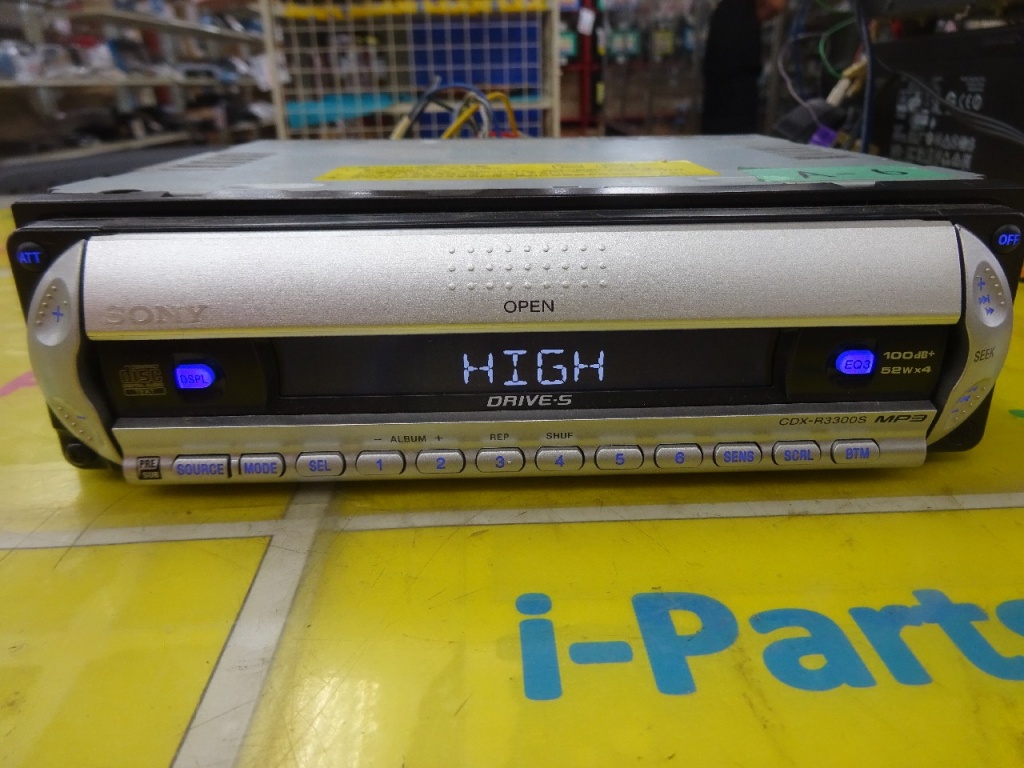 A-6
ATT
OFF
SONY
OPEN
DSPL
HIGH
EQ3
100dB+
52W×4
SEEK
DRIVE·S
CDX-R3300S MP3
− ALBUM + REP SHUF
SOURCE MODE SEL 1 2 3 4 5 6 SENS SCRL BTM
i-Parts